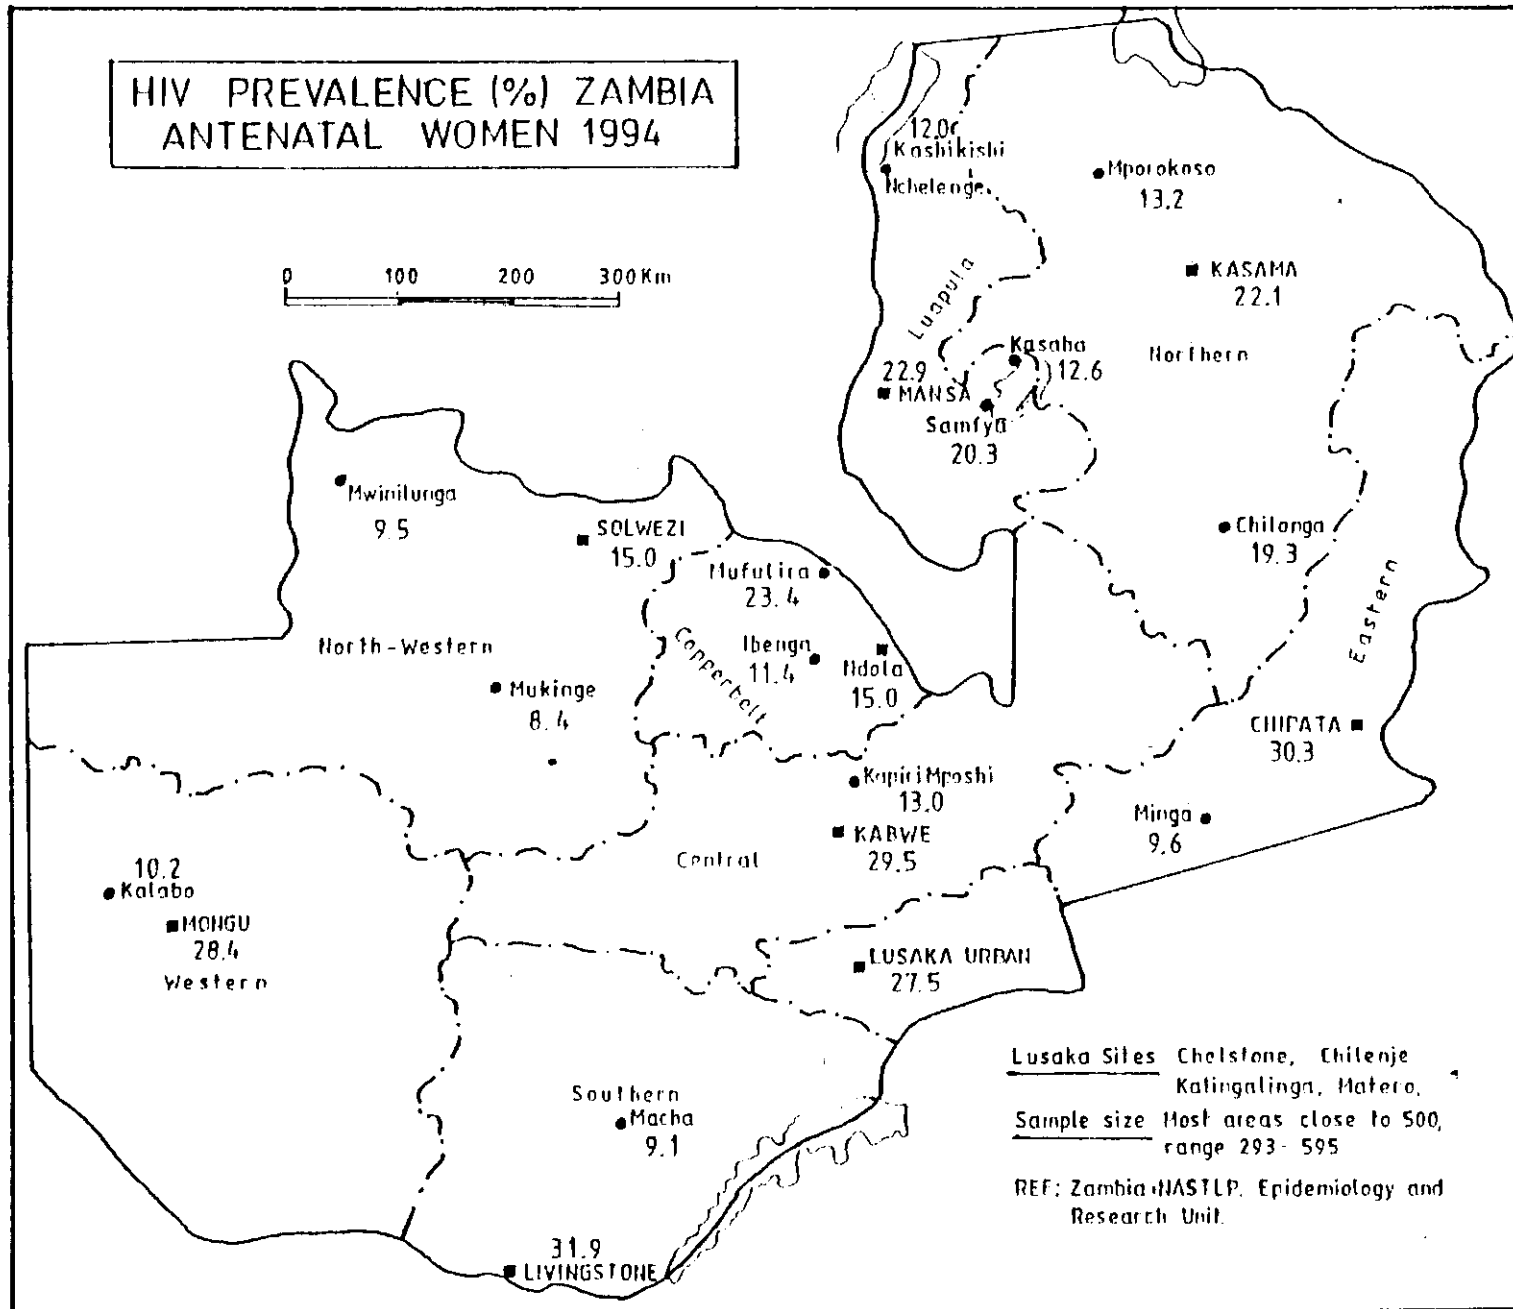 HIV PREVALENCE (%) ZAMBIA
ANTENATAL WOMEN 1994
0 100 200 300Km
12.0
Kashikishi
Nchelenge
Mporokoso
13.2
KASAMA
22.1
Luapula
Northern
Kasaba
12.6
22.9
MANSA
Samfya
20.3
Mwinilunga
9.5
SOLWEZI
15.0
Mufulira
23.4
Chilonga
19.3
Eastern
North-Western
Copperbelt
Ibenga
11.4
Ndola
15.0
Mukinge
8.4
CHIPATA
30.3
Kapiri Mposhi
13.0
Minga
9.6
KABWE
29.5
Central
10.2
Kalabo
MONGU
28.4
Western
LUSAKA URBAN
27.5
Southern
Macha
9.1
31.9
LIVINGSTONE
Lusaka Sites Chelstone, Chilenje
Kalingalinga, Matero.
Sample size Most areas close to 500,
range 293 - 595
REF: Zambia NASTLP. Epidemiology and
Research Unit.